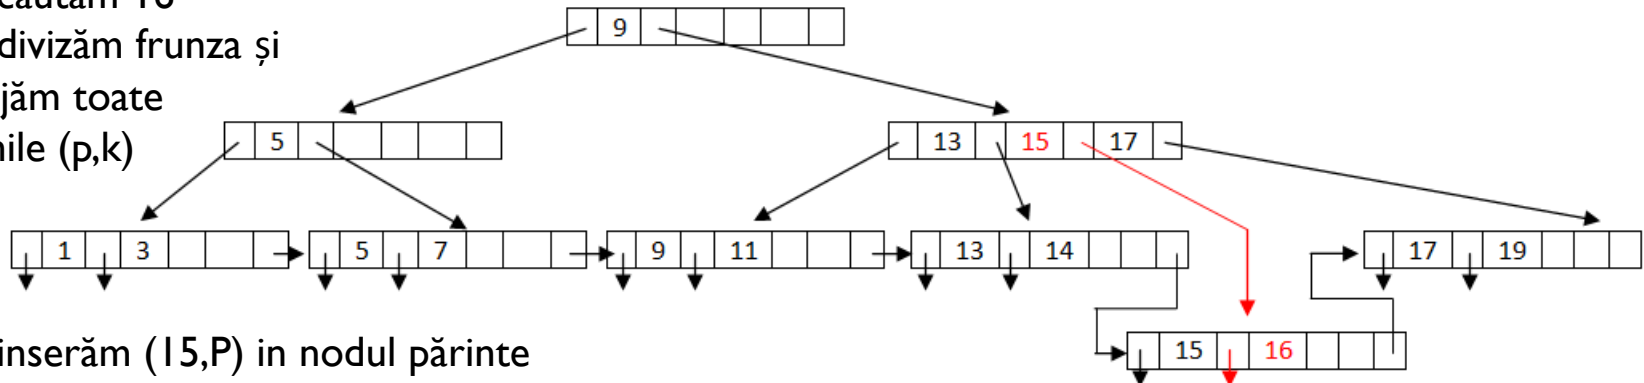 căutăm 16
divizăm frunza și
jăm toate
nile (p,k)
9
5
13 15 17
1 3
5 7
9 11
13 14
17 19
15 16
inserăm (15,P) in nodul părinte